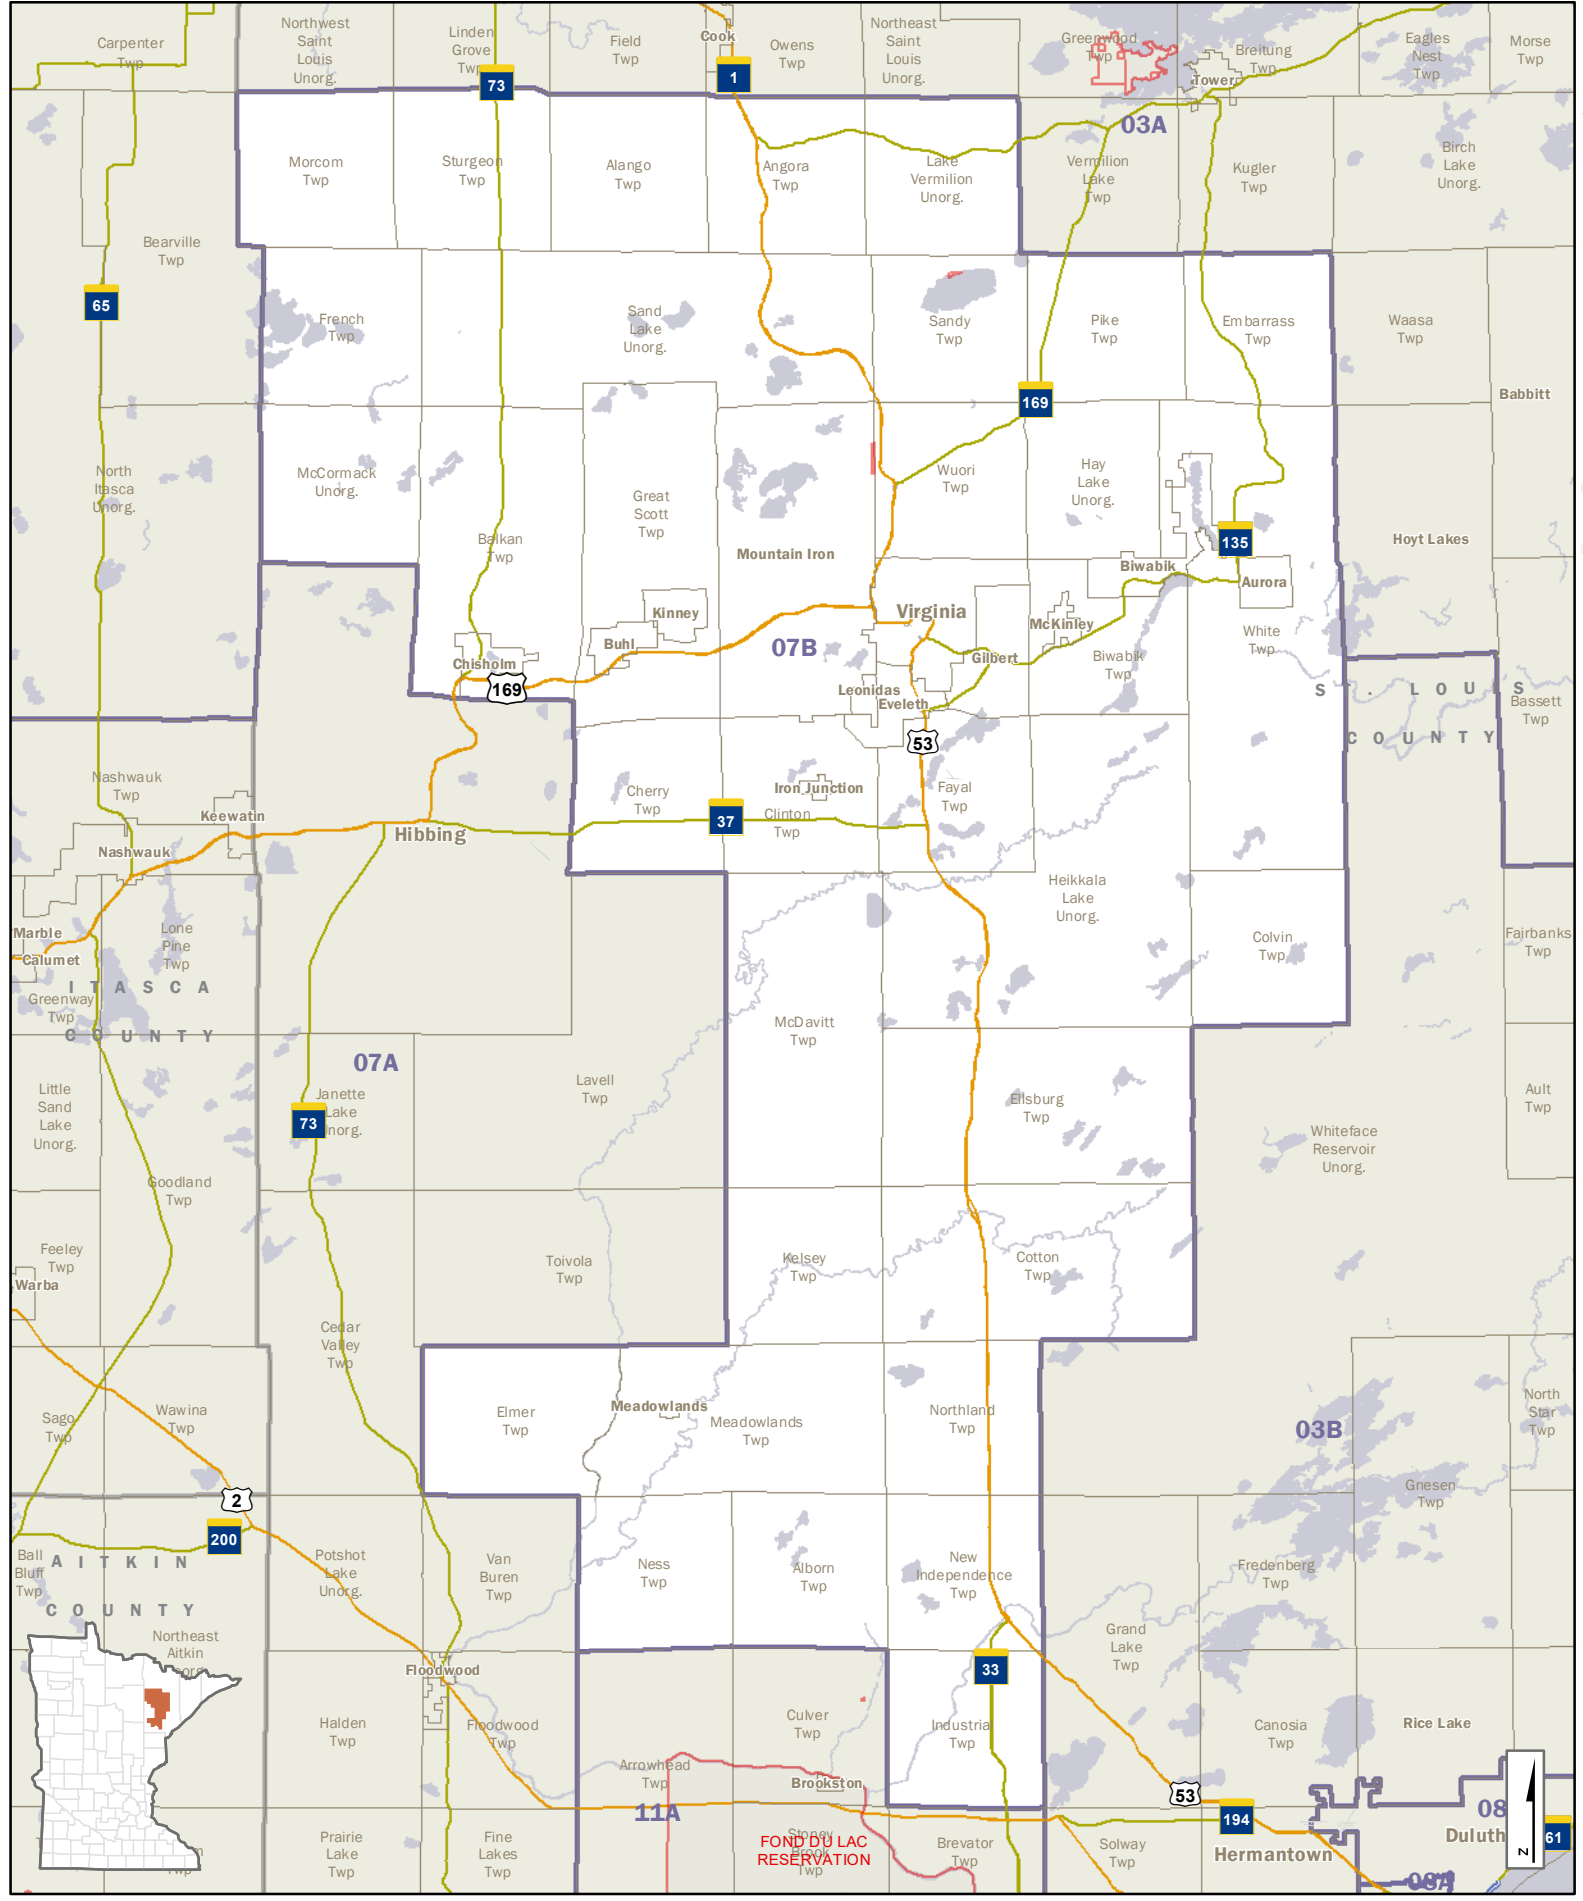 Carpenter
Twp
Northwest
Saint
Louis
Unorg.
Linden
Grove
Twp
Field
Twp
Cook
Owens
Twp
Northeast
Saint
Louis
Unorg.
Greenwood
Twp
Breitung
Twp
Tower
Eagles
Nest
Twp
Morse
Twp
73
1
03A
Morcom
Twp
Sturgeon
Twp
Alango
Twp
Angora
Twp
Lake
Vermilion
Unorg.
Vermilion
Lake
Twp
Kugler
Twp
Birch
Lake
Unorg.
Bearville
Twp
65
French
Twp
Sand
Lake
Unorg.
Sandy
Twp
Pike
Twp
Embarrass
Twp
Waasa
Twp
Babbitt
169
North
Itasca
Unorg.
McCormack
Unorg.
Great
Scott
Twp
Wuori
Twp
Hay
Lake
Unorg.
Balkan
Twp
Mountain Iron
135
Hoyt Lakes
Biwabik
Aurora
Kinney
Virginia
McKinley
Buhl
07B
White
Twp
Chisholm
Gilbert
Biwabik
Twp
169
Leonidas
Eveleth
S T . L O U I S
C O U N T Y
Bassett
Twp
53
Nashwauk
Twp
Keewatin
Cherry
Twp
Iron Junction
Fayal
Twp
37
Clinton
Twp
Hibbing
Nashwauk
Heikkala
Lake
Unorg.
Marble
Calumet
Lone
Pine
Twp
Colvin
Twp
Fairbanks
Twp
I T A S C A
C O U N T Y
Greenway
Twp
McDavitt
Twp
07A
Little
Sand
Lake
Unorg.
Janette
Lake
Unorg.
73
Lavell
Twp
Ellsburg
Twp
Ault
Twp
Whiteface
Reservoir
Unorg.
Goodland
Twp
Feeley
Twp
Warba
Toivola
Twp
Kelsey
Twp
Cotton
Twp
Cedar
Valley
Twp
Sago
Twp
Wawina
Twp
Elmer
Twp
Meadowlands
Meadowlands
Twp
Northland
Twp
03B
North
Star
Twp
2
200
Gnesen
Twp
Ball
Bluff
Twp
A I T K I N
C O U N T Y
Potshot
Lake
Unorg.
Van
Buren
Twp
Ness
Twp
Alborn
Twp
New
Independence
Twp
Fredenberg
Twp
Northeast
Aitkin
Grand
Lake
Twp
Floodwood
33
Halden
Twp
Floodwood
Twp
Culver
Twp
Industrial
Twp
Canosia
Twp
Rice Lake
Arrowhead
Twp
Brookston
11A
53
194
08
Duluth
61
Prairie
Lake
Twp
Fine
Lakes
Twp
Stoney
Brook
Twp
FOND DU LAC
RESERVATION
Brevator
Twp
Solway
Twp
Hermantown
N
08A